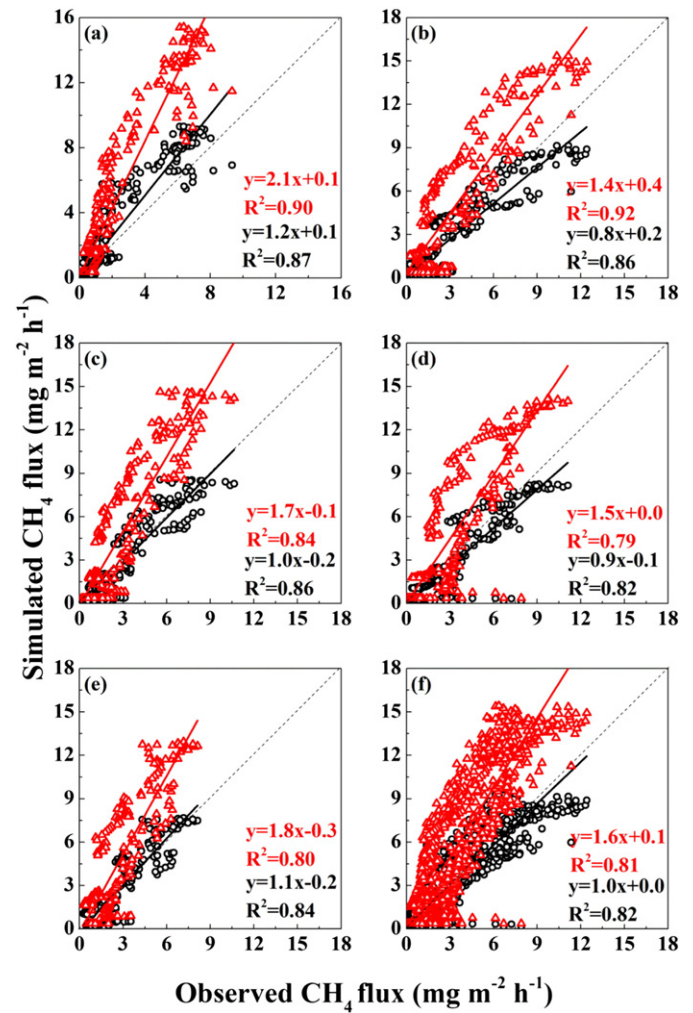 Simulated CH4 flux (mg m⁻² h⁻¹)
(a)
16
12
8
4
0
0 4 8 12 16
y=2.1x+0.1
R²=0.90
y=1.2x+0.1
R²=0.87
(b)
18
15
12
9
6
3
0
0 3 6 9 12 15 18
y=1.4x+0.4
R²=0.92
y=0.8x+0.2
R²=0.86
(c)
18
15
12
9
6
3
0
0 3 6 9 12 15 18
y=1.7x−0.1
R²=0.84
y=1.0x−0.2
R²=0.86
(d)
18
15
12
9
6
3
0
0 3 6 9 12 15 18
y=1.5x+0.0
R²=0.79
y=0.9x−0.1
R²=0.82
(e)
18
15
12
9
6
3
0
0 3 6 9 12 15 18
y=1.8x−0.3
R²=0.80
y=1.1x−0.2
R²=0.84
(f)
18
15
12
9
6
3
0
0 3 6 9 12 15 18
y=1.6x+0.1
R²=0.81
y=1.0x+0.0
R²=0.82
Observed CH4 flux (mg m⁻² h⁻¹)